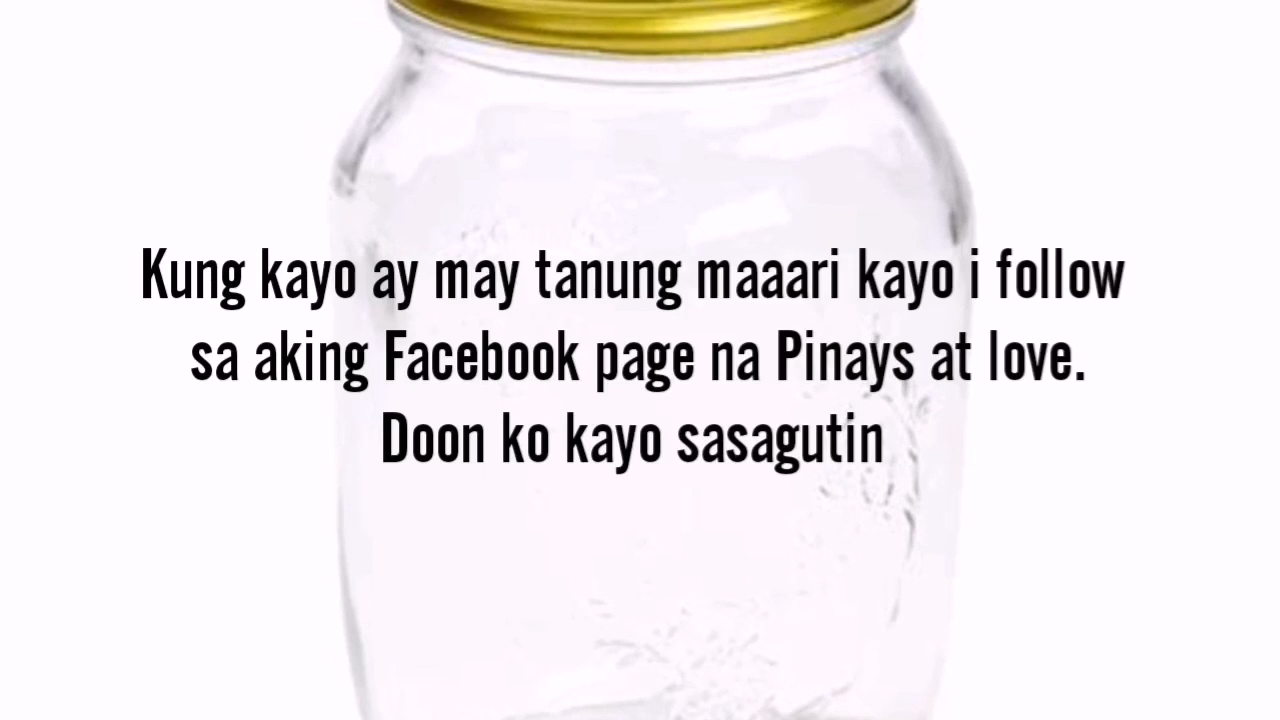 Kung kayo ay may tanung maaari kayo i follow
sa aking Facebook page na Pinays at love.
Doon ko kayo sasagutin